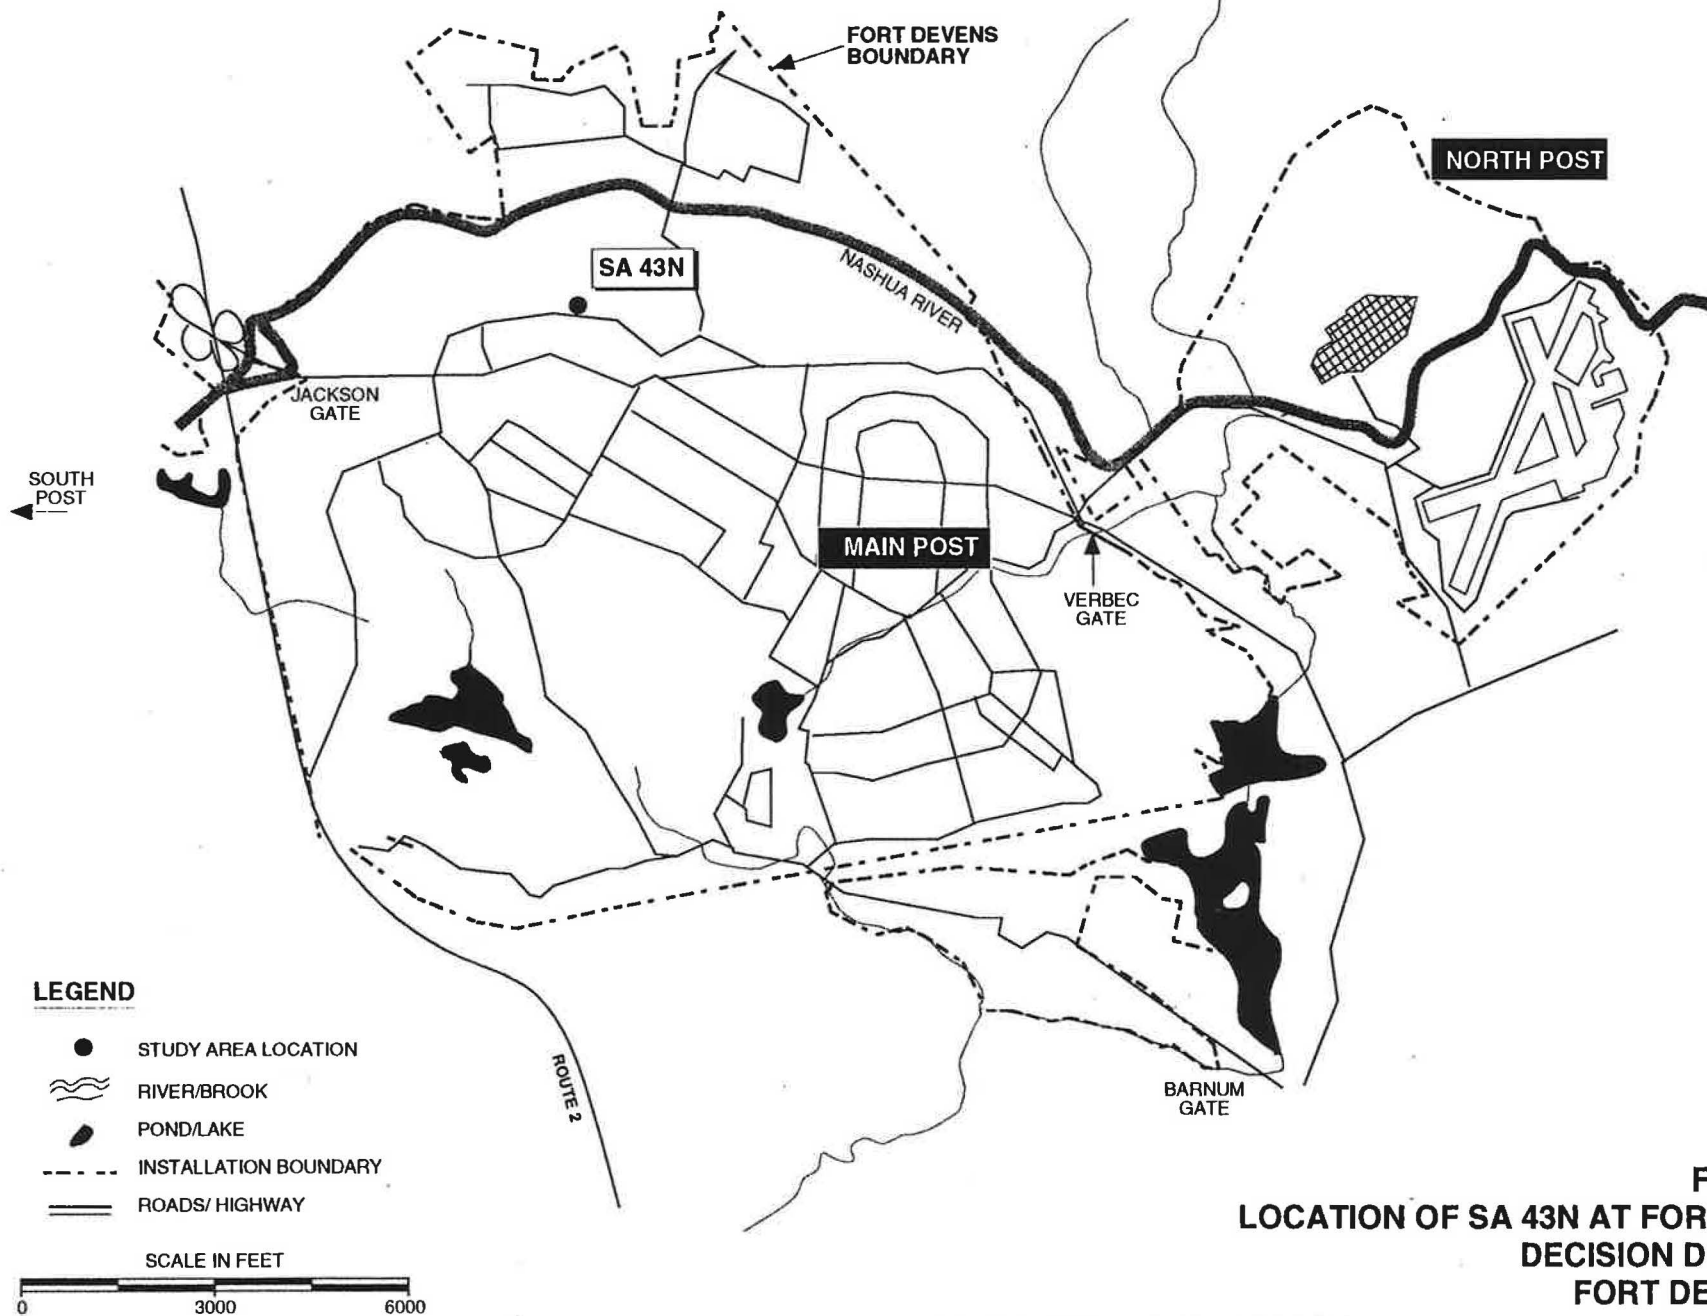 FORT DEVENS
BOUNDARY
NORTH POST
SA 43N
NASHUA RIVER
JACKSON
GATE
SOUTH
POST
MAIN POST
VERBEC
GATE
BARNUM
GATE
ROUTE 2
LEGEND
STUDY AREA LOCATION
RIVER/BROOK
POND/LAKE
INSTALLATION BOUNDARY
ROADS/ HIGHWAY
SCALE IN FEET
0 3000 6000
LOCATION OF SA 43N AT FOR
DECISION D
FORT DE